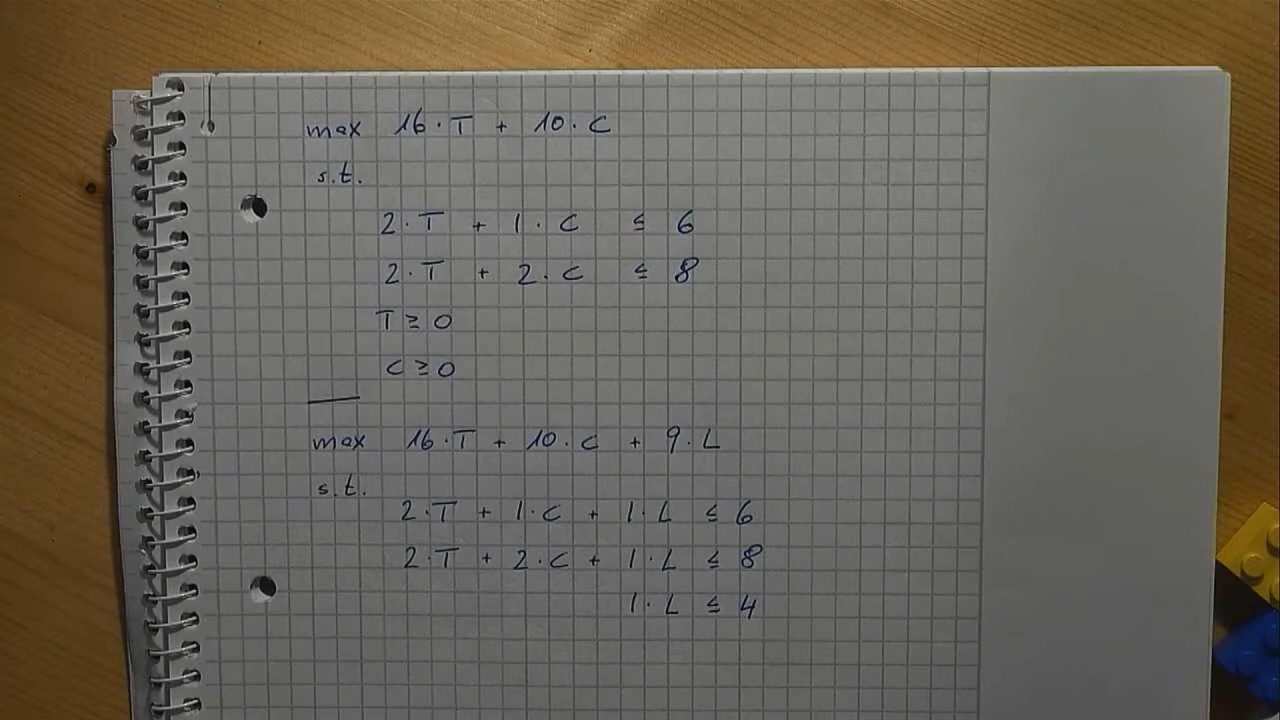 max 16·T + 10·C
s.t.
2·T + 1·C ≤ 6
2·T + 2·C ≤ 8
T ≥ 0
C ≥ 0
max 16·T + 10·C + 9·L
s.t.
2·T + 1·C + 1·L ≤ 6
2·T + 2·C + 1·L ≤ 8
1·L ≤ 4